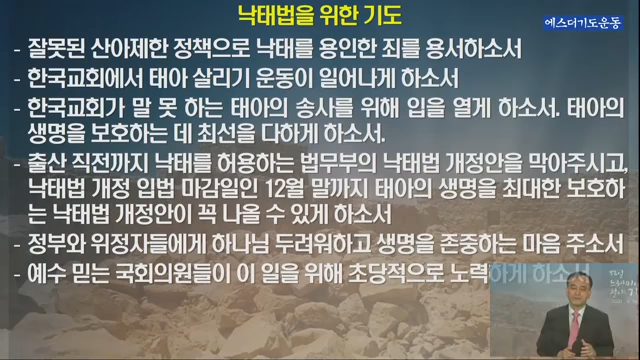 낙태법을 위한 기도
에스더기도운동
- 잘못된 산아제한 정책으로 낙태를 용인한 죄를 용서하소서
- 한국교회에서 태아 살리기 운동이 일어나게 하소서
- 한국교회가 말 못 하는 태아의 송사를 위해 입을 열게 하소서. 태아의
생명을 보호하는 데 최선을 다하게 하소서.
- 출산 직전까지 낙태를 허용하는 법무부의 낙태법 개정안을 막아주시고,
낙태법 개정 입법 마감일인 12월 말까지 태아의 생명을 최대한 보호하
는 낙태법 개정안이 꼭 나올 수 있게 하소서
- 정부와 위정자들에게 하나님 두려워하고 생명을 존중하는 마음 주소서
- 예수 믿는 국회의원들이 이 일을 위해 초당적으로 노력하게 하소서